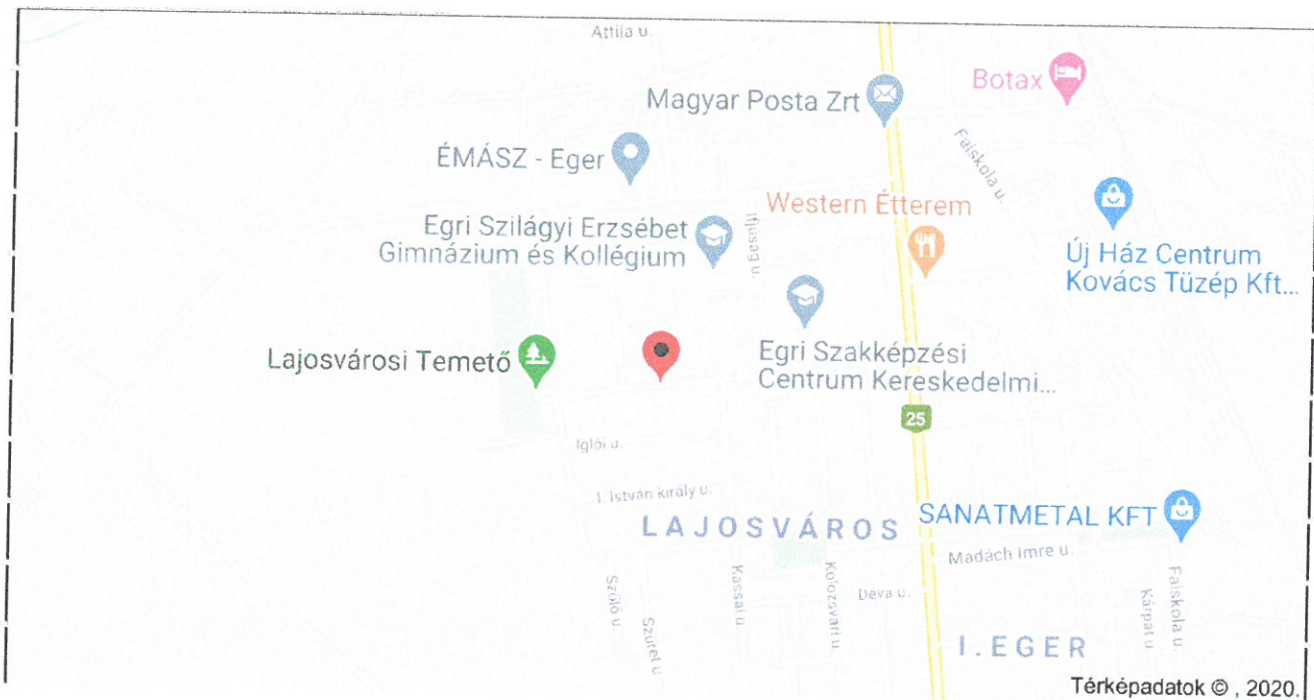 Attila u.
Botax
Magyar Posta Zrt
Faiskola u.
ÉMÁSZ - Eger
Western Étterem
Egri Szilágyi Erzsébet
Gimnázium és Kollégium
Ifjúság u.
Új Ház Centrum
Kovács Tüzép Kft...
Lajosvárosi Temető
Egri Szakképzési
Centrum Kereskedelmi...
25
Iglói u.
I. István király u.
LAJOSVÁROS
SANATMETAL KFT
Madách Imre u.
Szőlő u.
Szüret u.
Kassai u.
Kolozsvári u.
Déva u.
Kárpát u.
Faiskola u.
I. EGER
Térképadatok © , 2020